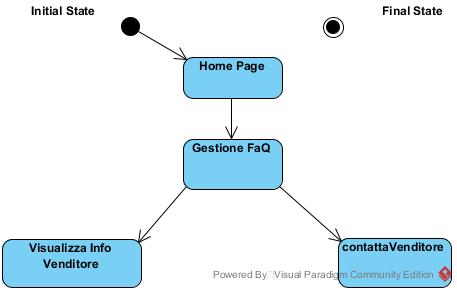 Initial State
Final State
Home Page
Gestione FaQ
Visualizza Info
Venditore
contattaVenditore
Powered By Visual Paradigm Community Edition